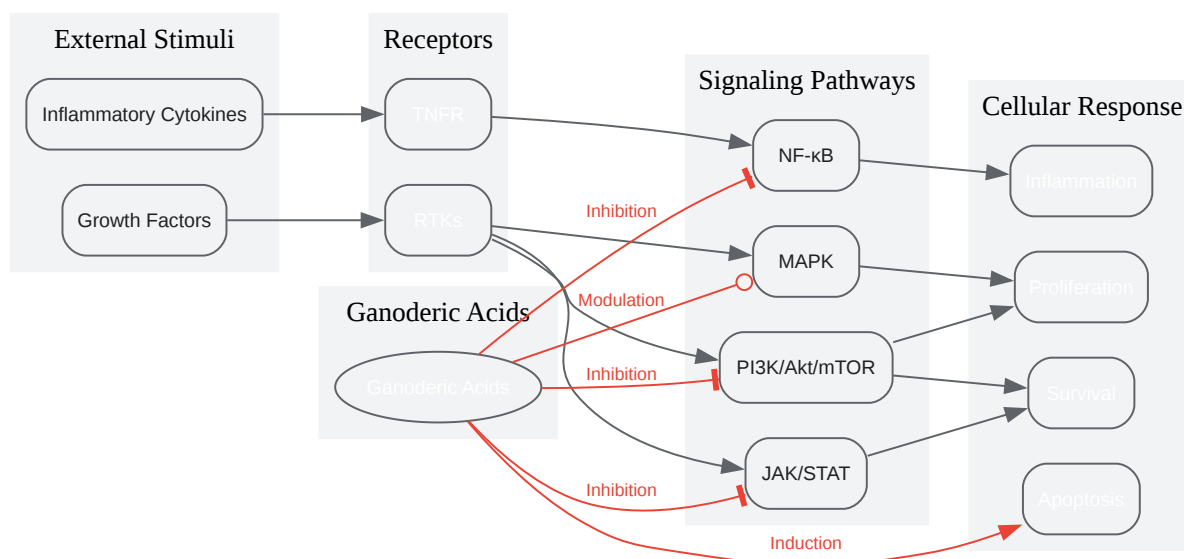 External Stimuli
Inflammatory Cytokines
Growth Factors
Receptors
TNFR
RTKs
Ganoderic Acids
Ganoderic Acids
Inhibition
Modulation
Inhibition
Inhibition
Induction
Signaling Pathways
NF-κB
MAPK
PI3K/Akt/mTOR
JAK/STAT
Cellular Response
Inflammation
Proliferation
Survival
Apoptosis